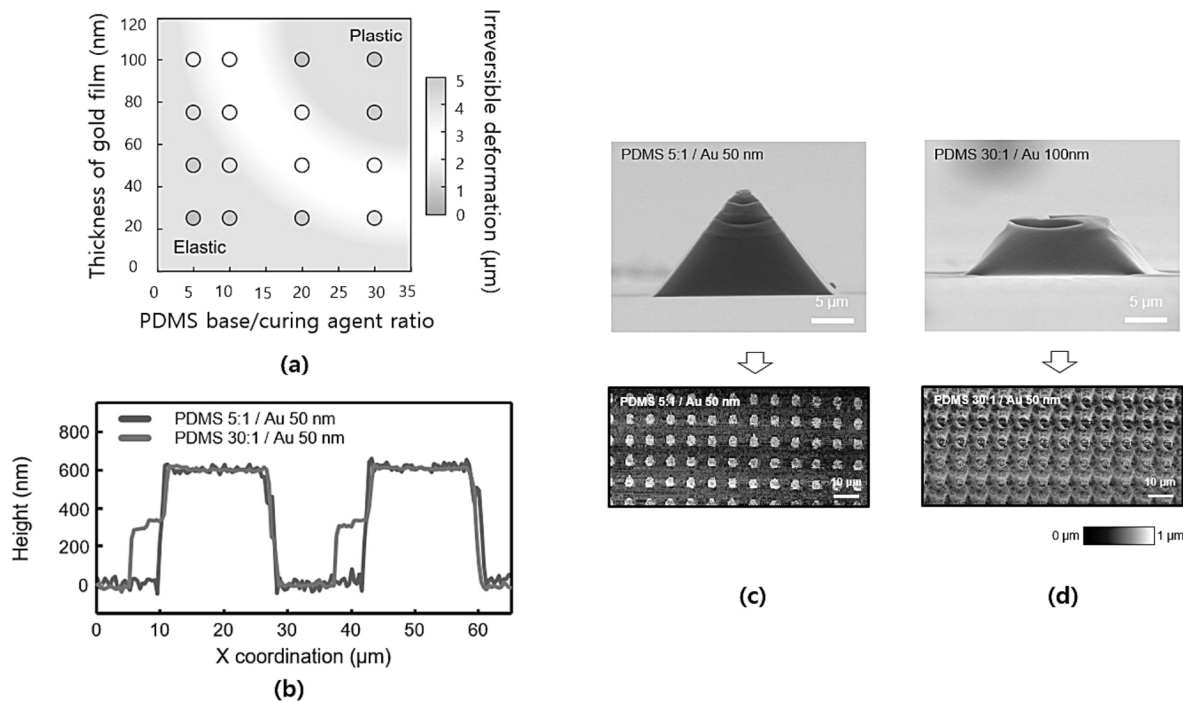 Thickness of gold film (nm)
120
100
80
60
40
20
0
Plastic
Elastic
0
5
10
15
20
25
30
35
PDMS base/curing agent ratio
5
4
3
2
1
0
Irreversible deformation (μm)
(a)
PDMS 5:1 / Au 50 nm
PDMS 30:1 / Au 50 nm
Height (nm)
800
600
400
200
0
0
10
20
30
40
50
60
X coordination (μm)
(b)
PDMS 5:1 / Au 50 nm
5 μm
PDMS 5:1 / Au 50 nm
10 μm
(c)
PDMS 30:1 / Au 100nm
5 μm
PDMS 30:1 / Au 50 nm
10 μm
0 μm
1 μm
(d)